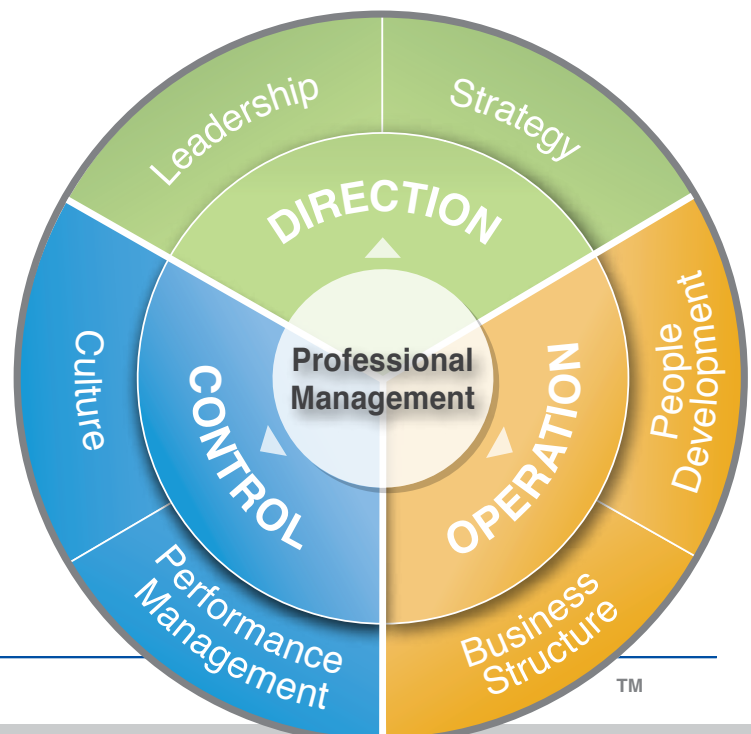 Leadership
Strategy
DIRECTION
Professional
Management
Culture
CONTROL
Performance
Management
OPERATION
People
Development
Business
Structure
TM